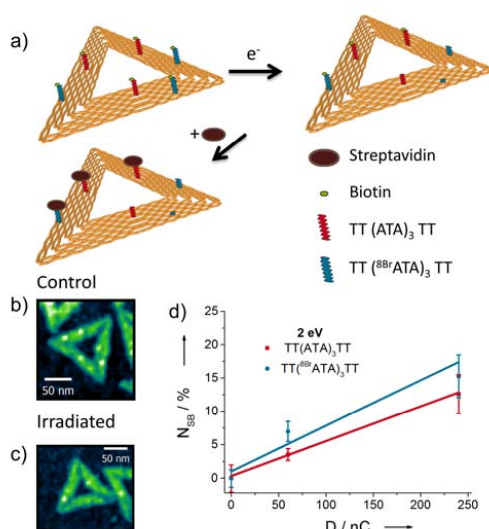 a)
e⁻
+
Streptavidin
Biotin
TT (ATA)₃ TT
TT (⁸ᴮʳATA)₃ TT
Control
b)
50 nm
Irradiated
c)
50 nm
d)
2 eV
TT(ATA)₃TT
TT(⁸ᴮʳATA)₃TT
N_SB / %
25
20
15
10
5
0
0
50
100
150
200
250
D / nC